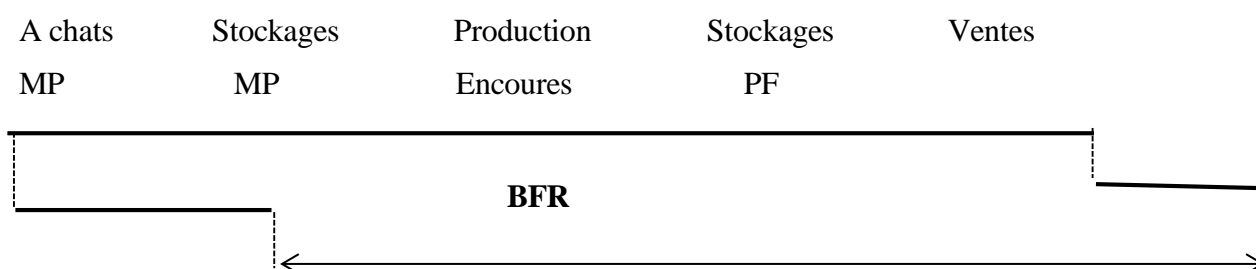 A chats Stockages Production Stockages Ventes
MP MP Encoures PF
BFR